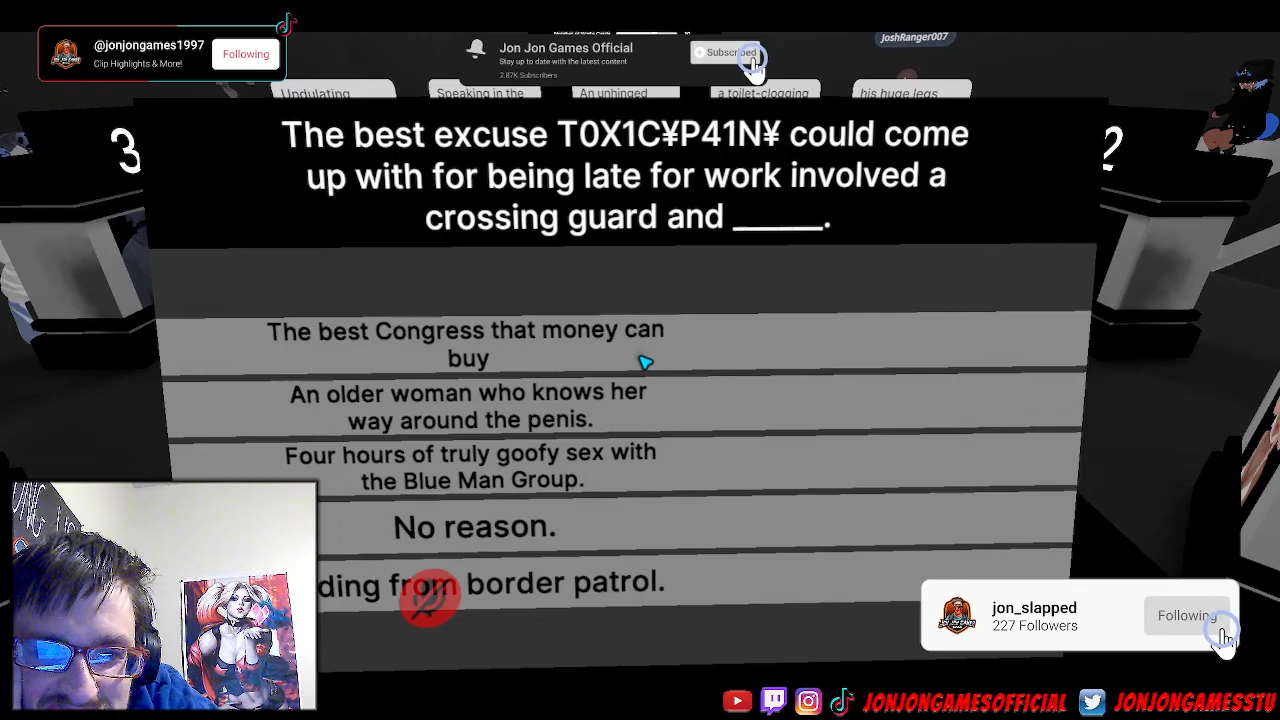 @jonjongames1997
Clip Highlights & More!
Following
Jon Jon Games Official
Stay up to date with the latest content
2.87K Subscribers
Subscribed
JoshRanger007
Undulating
Speaking in the
An unhinged
a toilet-clogging
his huge legs
3
2
The best excuse T0X1C¥P41N¥ could come
up with for being late for work involved a
crossing guard and ______.
The best Congress that money can
buy
An older woman who knows her
way around the penis.
Four hours of truly goofy sex with
the Blue Man Group.
No reason.
ding from border patrol.
jon_slapped
227 Followers
Following
JONJONGAMESOFFICIAL
JONJONGAMESSTU